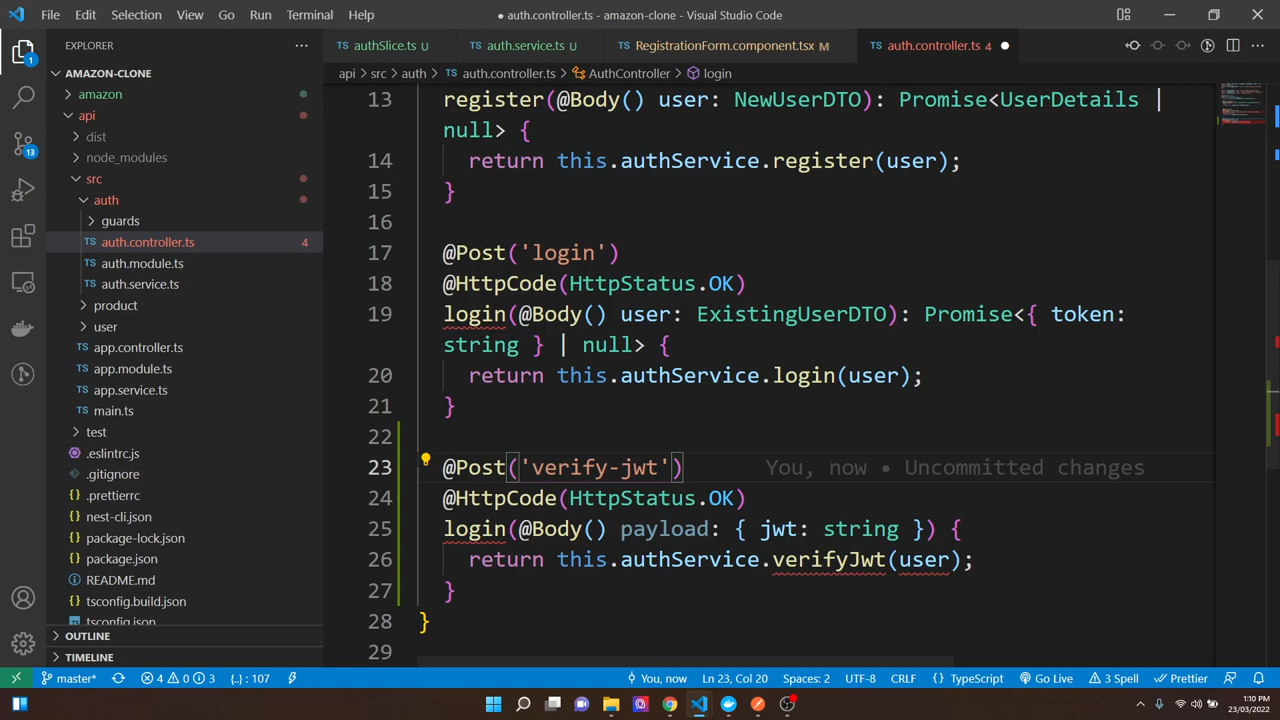 File Edit Selection View Go Run Terminal Help
● auth.controller.ts - amazon-clone - Visual Studio Code
EXPLORER
AMAZON-CLONE
amazon
api
dist
node_modules
src
auth
guards
TS auth.controller.ts 4
TS auth.module.ts
TS auth.service.ts
product
user
TS app.controller.ts
TS app.module.ts
TS app.service.ts
TS main.ts
test
.eslintrc.js
.gitignore
.prettierrc
nest-cli.json
package-lock.json
package.json
README.md
tsconfig.build.json
tsconfig.json
OUTLINE
TIMELINE
1
13
TS authSlice.ts U
TS auth.service.ts U
TS RegistrationForm.component.tsx M
TS auth.controller.ts 4 ●
api > src > auth > TS auth.controller.ts > AuthController > login
13 register(@Body() user: NewUserDTO): Promise<UserDetails |
null> {
14 return this.authService.register(user);
15 }
16
17 @Post('login')
18 @HttpCode(HttpStatus.OK)
19 login(@Body() user: ExistingUserDTO): Promise<{ token:
string } | null> {
20 return this.authService.login(user);
21 }
22
23 @Post('verify-jwt') You, now • Uncommitted changes
24 @HttpCode(HttpStatus.OK)
25 login(@Body() payload: { jwt: string }) {
26 return this.authService.verifyJwt(user);
27 }
28 }
29
master* 4 0 3 {..} : 107 You, now Ln 23, Col 20 Spaces: 2 UTF-8 CRLF {} TypeScript Go Live 3 Spell Prettier
1:10 PM
23/03/2022